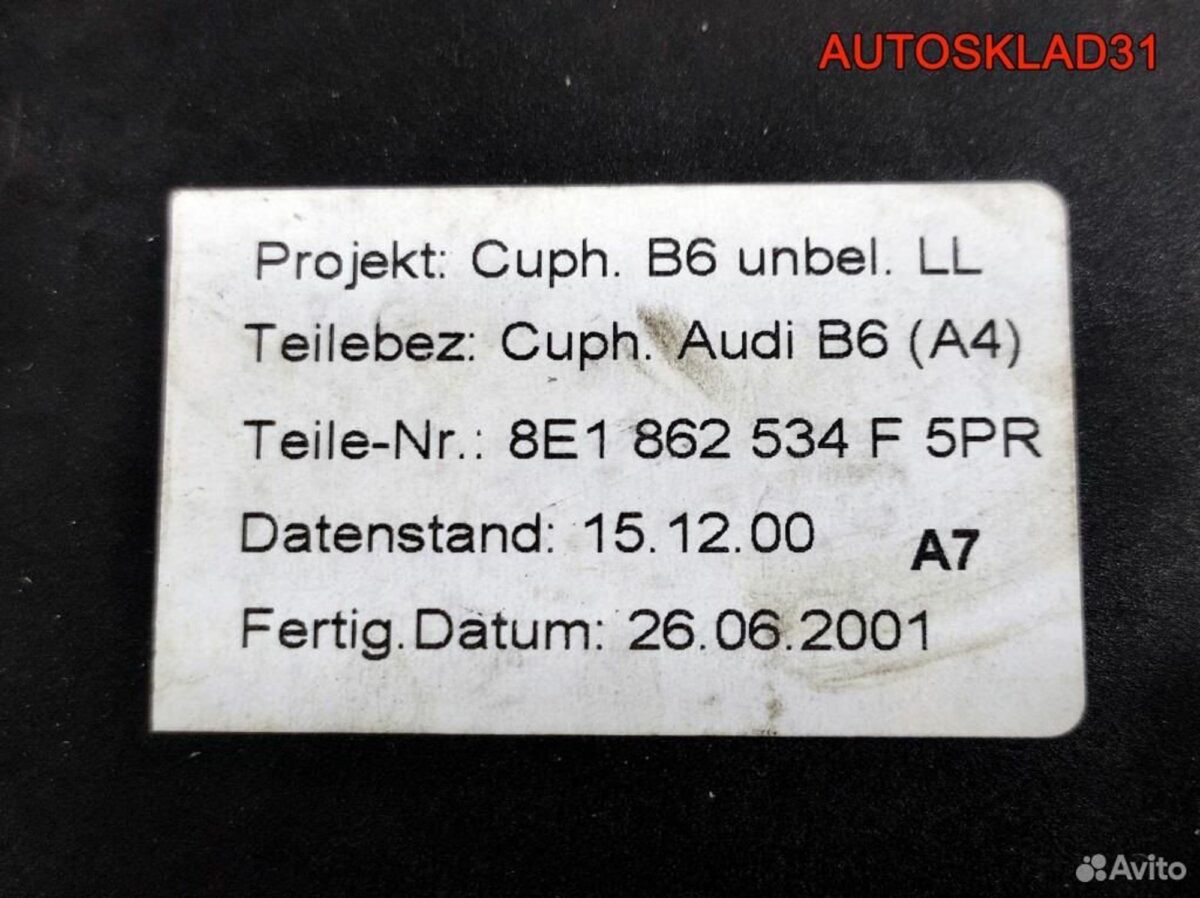 AUTOSKLAD31
Projekt: Cuph. B6 unbel. LL
Teilebez: Cuph. Audi B6 (A4)
Teile-Nr.: 8E1 862 534 F 5PR
Datenstand: 15.12.00
A7
Fertig.Datum: 26.06.2001
Avito